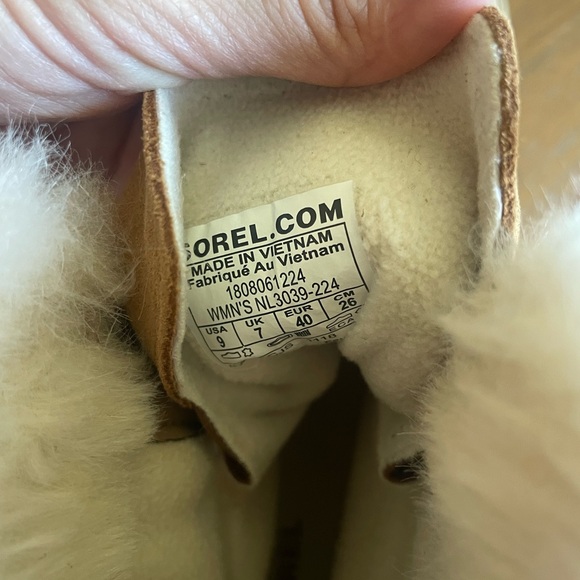 SOREL.COM
MADE IN VIETNAM
Fabriqué Au Vietnam
1808061224
WMN'S NL3039-224
USA UK EUR CM
9 7 40 26